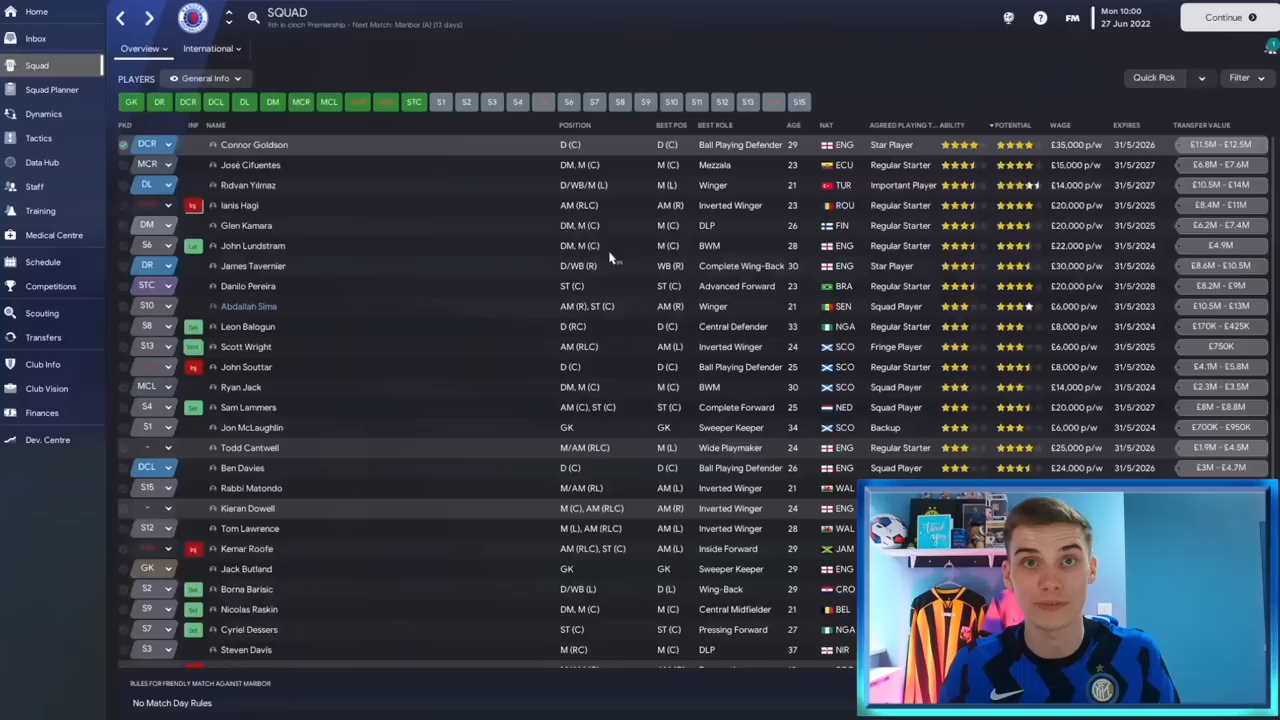 Home
Inbox
Squad
Squad Planner
Dynamics
Tactics
Data Hub
Staff
Training
Medical Centre
Schedule
Competitions
Scouting
Transfers
Club Info
Club Vision
Finances
Dev. Centre
SQUAD
9th in cinch Premiership - Next Match: Maribor (A) (13 days)
FM
Mon 10:00
27 Jun 2022
Continue
Overview International
PLAYERS General Info Quick Pick Filter
GK DR DCR DCL DL DM MCR MCL STC S1 S2 S3 S4 S6 S7 S8 S9 S10 S11 S12 S13 S15
PKD INF NAME POSITION BEST POS BEST ROLE AGE NAT AGREED PLAYING T... ABILITY POTENTIAL WAGE EXPIRES TRANSFER VALUE
DCR Connor Goldson D (C) D (C) Ball Playing Defender 29 ENG Star Player £35,000 p/w 31/5/2026 £11.5M - £12.5M
MCR José Cifuentes DM, M (C) M (C) Mezzala 23 ECU Regular Starter £15,000 p/w 31/5/2027 £6.8M - £7.6M
DL Rıdvan Yılmaz D/WB/M (L) M (L) Winger 21 TUR Important Player £14,000 p/w 31/5/2027 £10.5M - £14M
Inj Ianis Hagi AM (RLC) AM (R) Inverted Winger 23 ROU Regular Starter £20,000 p/w 31/5/2025 £8.4M - £11M
DM Glen Kamara DM, M (C) M (C) DLP 26 FIN Regular Starter £20,000 p/w 31/5/2025 £6.2M - £7.4M
S6 John Lundstram DM, M (C) M (C) BWM 28 ENG Regular Starter £22,000 p/w 31/5/2024 £4.9M
DR James Tavernier D/WB (R) WB (R) Complete Wing-Back 30 ENG Star Player £30,000 p/w 31/5/2026 £8.6M - £10.5M
STC Danilo Pereira ST (C) ST (C) Advanced Forward 23 BRA Regular Starter £20,000 p/w 31/5/2028 £8.2M - £9M
S10 Abdallah Sima AM (R), ST (C) AM (R) Winger 21 SEN Squad Player £6,000 p/w 31/5/2024 £10.5M - £13M
S8 Leon Balogun D (RC) D (C) Central Defender 33 NGA Regular Starter £8,000 p/w 31/5/2024 £170K - £425K
S13 Scott Wright AM (RLC) AM (L) Inverted Winger 24 SCO Fringe Player £6,000 p/w 31/5/2025 £750K
Inj John Souttar D (C) D (C) Ball Playing Defender 25 SCO Regular Starter £8,000 p/w 31/5/2026 £4.1M - £5.8M
MCL Ryan Jack DM, M (C) M (C) BWM 30 SCO Squad Player £14,000 p/w 31/5/2024 £2.3M - £3.5M
S4 Sam Lammers AM (C), ST (C) ST (C) Complete Forward 25 NED Squad Player £20,000 p/w 31/5/2027 £8M - £8.8M
S1 Jon McLaughlin GK GK Sweeper Keeper 34 SCO Backup £6,000 p/w 31/5/2024 £700K - £950K
- Todd Cantwell M/AM (RLC) M (L) Wide Playmaker 24 ENG Regular Starter £25,000 p/w 31/5/2026 £1.9M - £4.5M
DCL Ben Davies D (C) D (C) Ball Playing Defender 26 ENG Squad Player £24,000 p/w 31/5/2026 £3M - £4.7M
S15 Rabbi Matondo M/AM (RL) AM (L) Inverted Winger 21 WAL
- Kieran Dowell M (C), AM (RLC) AM (R) Inverted Winger 24 ENG
S12 Tom Lawrence M (L), AM (RLC) AM (L) Inverted Winger 28 WAL
Inj Kemar Roofe AM (RLC), ST (C) AM (L) Inside Forward 29 JAM
GK Jack Butland GK GK Sweeper Keeper 29 ENG
S2 Borna Barisic D/WB (L) D (L) Wing-Back 29 CRO
S9 Nicolas Raskin DM, M (C) M (C) Central Midfielder 21 BEL
S7 Cyriel Dessers ST (C) ST (C) Pressing Forward 27 NGA
S3 Steven Davis M (RC) M (C) DLP 37 NIR
RULES FOR FRIENDLY MATCH AGAINST MARIBOR
No Match Day Rules